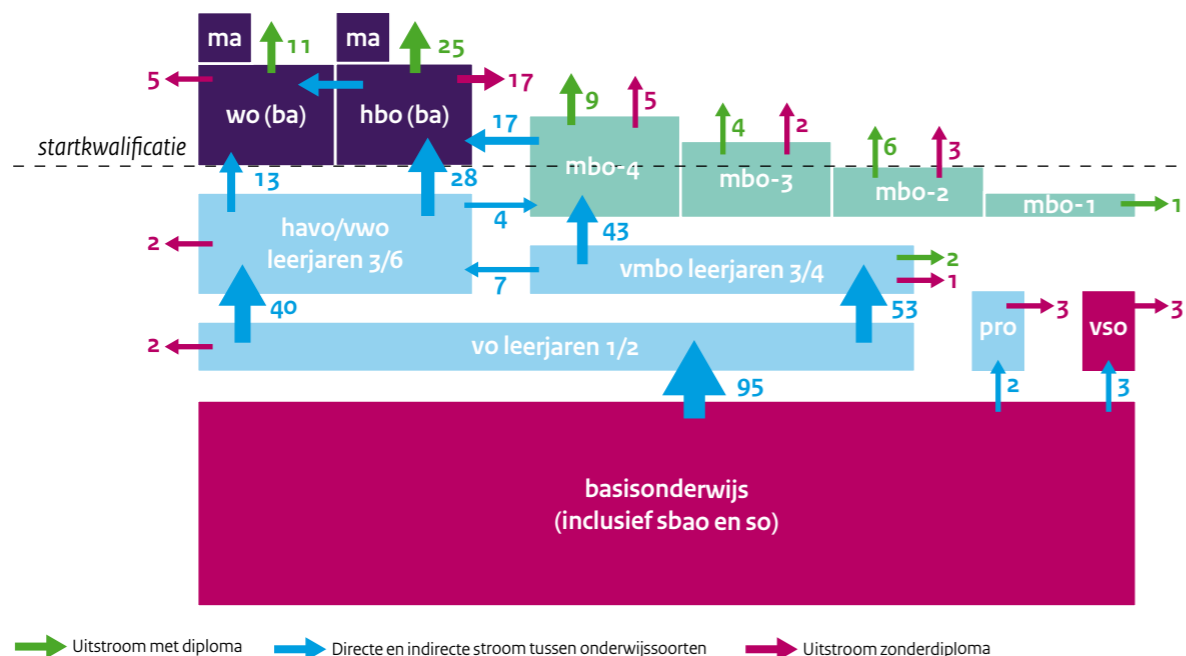 ma
11
ma
25
5
17
wo (ba)
hbo (ba)
9
5
17
4
2
startkwalificatie
6
3
mbo-4
mbo-3
mbo-2
mbo-1
1
13
28
4
43
havo/vwo
leerjaren 3/6
2
7
vmbo leerjaren 3/4
2
1
40
53
3
3
pro
vso
2
vo leerjaren 1/2
95
2
3
basisonderwijs
(inclusief sbao en so)
Uitstroom met diploma
Directe en indirecte stroom tussen onderwijssoorten
Uitstroom zonderdiploma